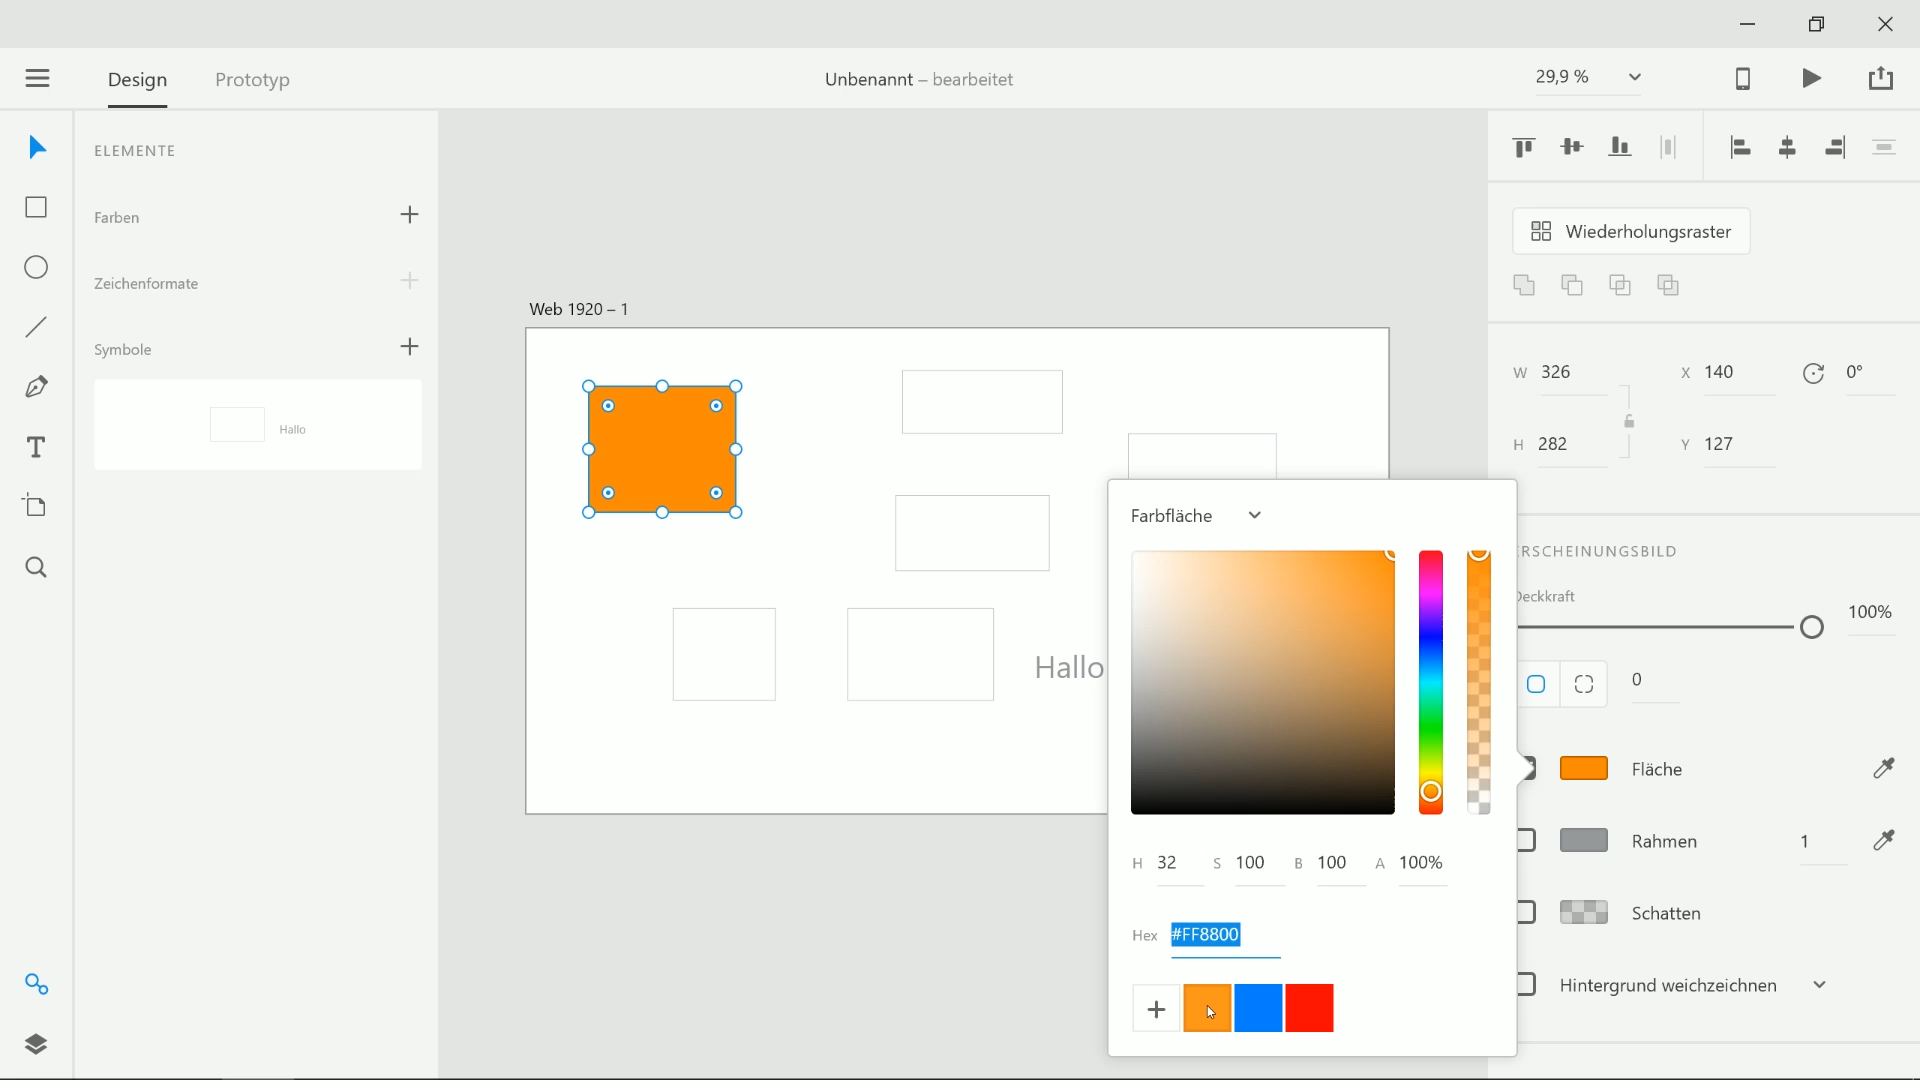 Design
Prototyp
Unbenannt – bearbeitet
29,9 %
ELEMENTE
Farben
Zeichenformate
Symbole
Hallo
Web 1920 – 1
Hallo
Wiederholungsraster
W 326
X 140
0°
H 282
Y 127
RSCHEINUNGSBILD
Deckkraft
100%
0
Fläche
Rahmen
1
Schatten
Hintergrund weichzeichnen
Farbfläche
H 32 S 100 B 100 A 100%
Hex #FF8800